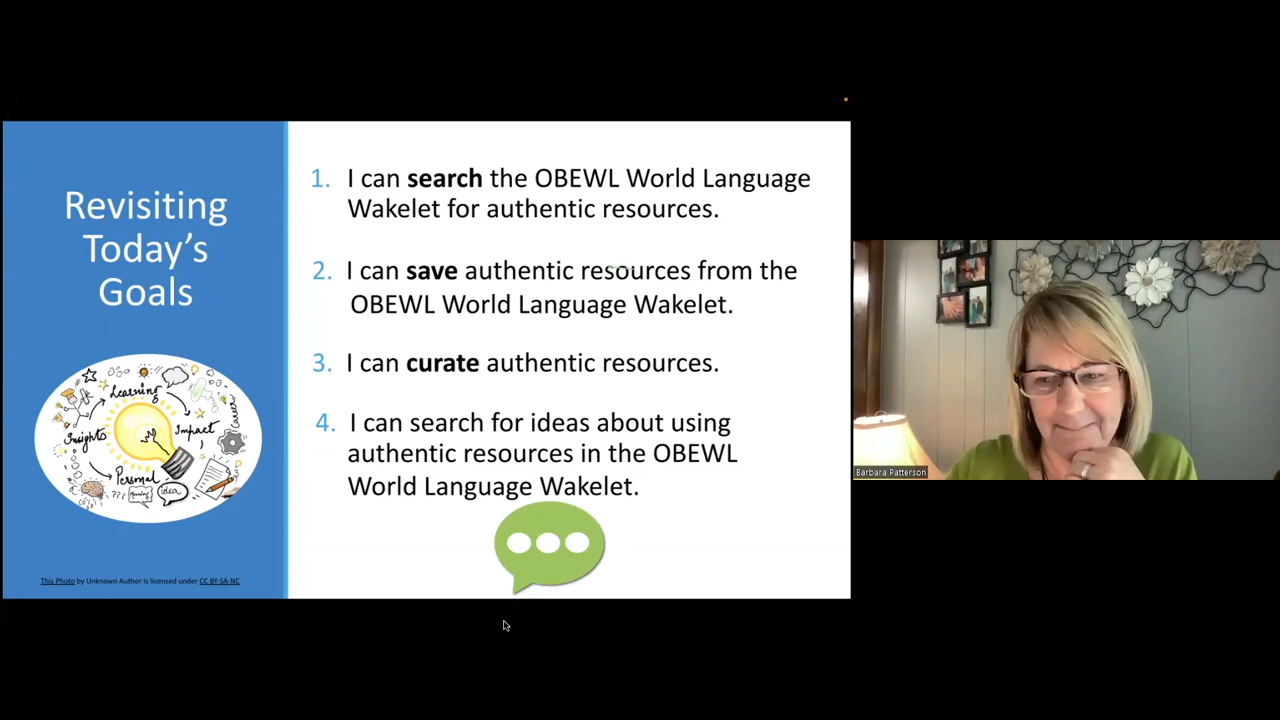 Revisiting
Today's
Goals
Learning
Insights
Impact
Career
Personal
idea
This Photo by Unknown Author is licensed under CC BY-SA-NC
1. I can search the OBEWL World Language
Wakelet for authentic resources.
2. I can save authentic resources from the
OBEWL World Language Wakelet.
3. I can curate authentic resources.
4. I can search for ideas about using
authentic resources in the OBEWL
World Language Wakelet.
Barbara Patterson